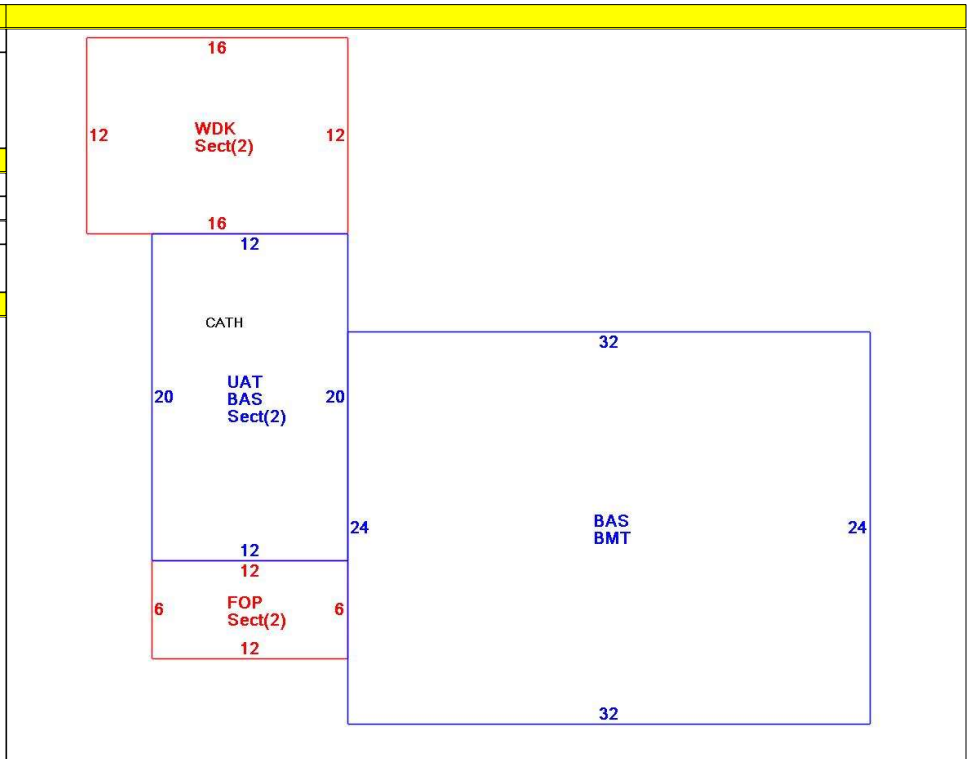 16
12
WDK
12
Sect(2)
16
12
CATH
32
UAT
20
BAS
20
Sect(2)
BAS
24
24
BMT
12
12
FOP
6
6
Sect(2)
12
32